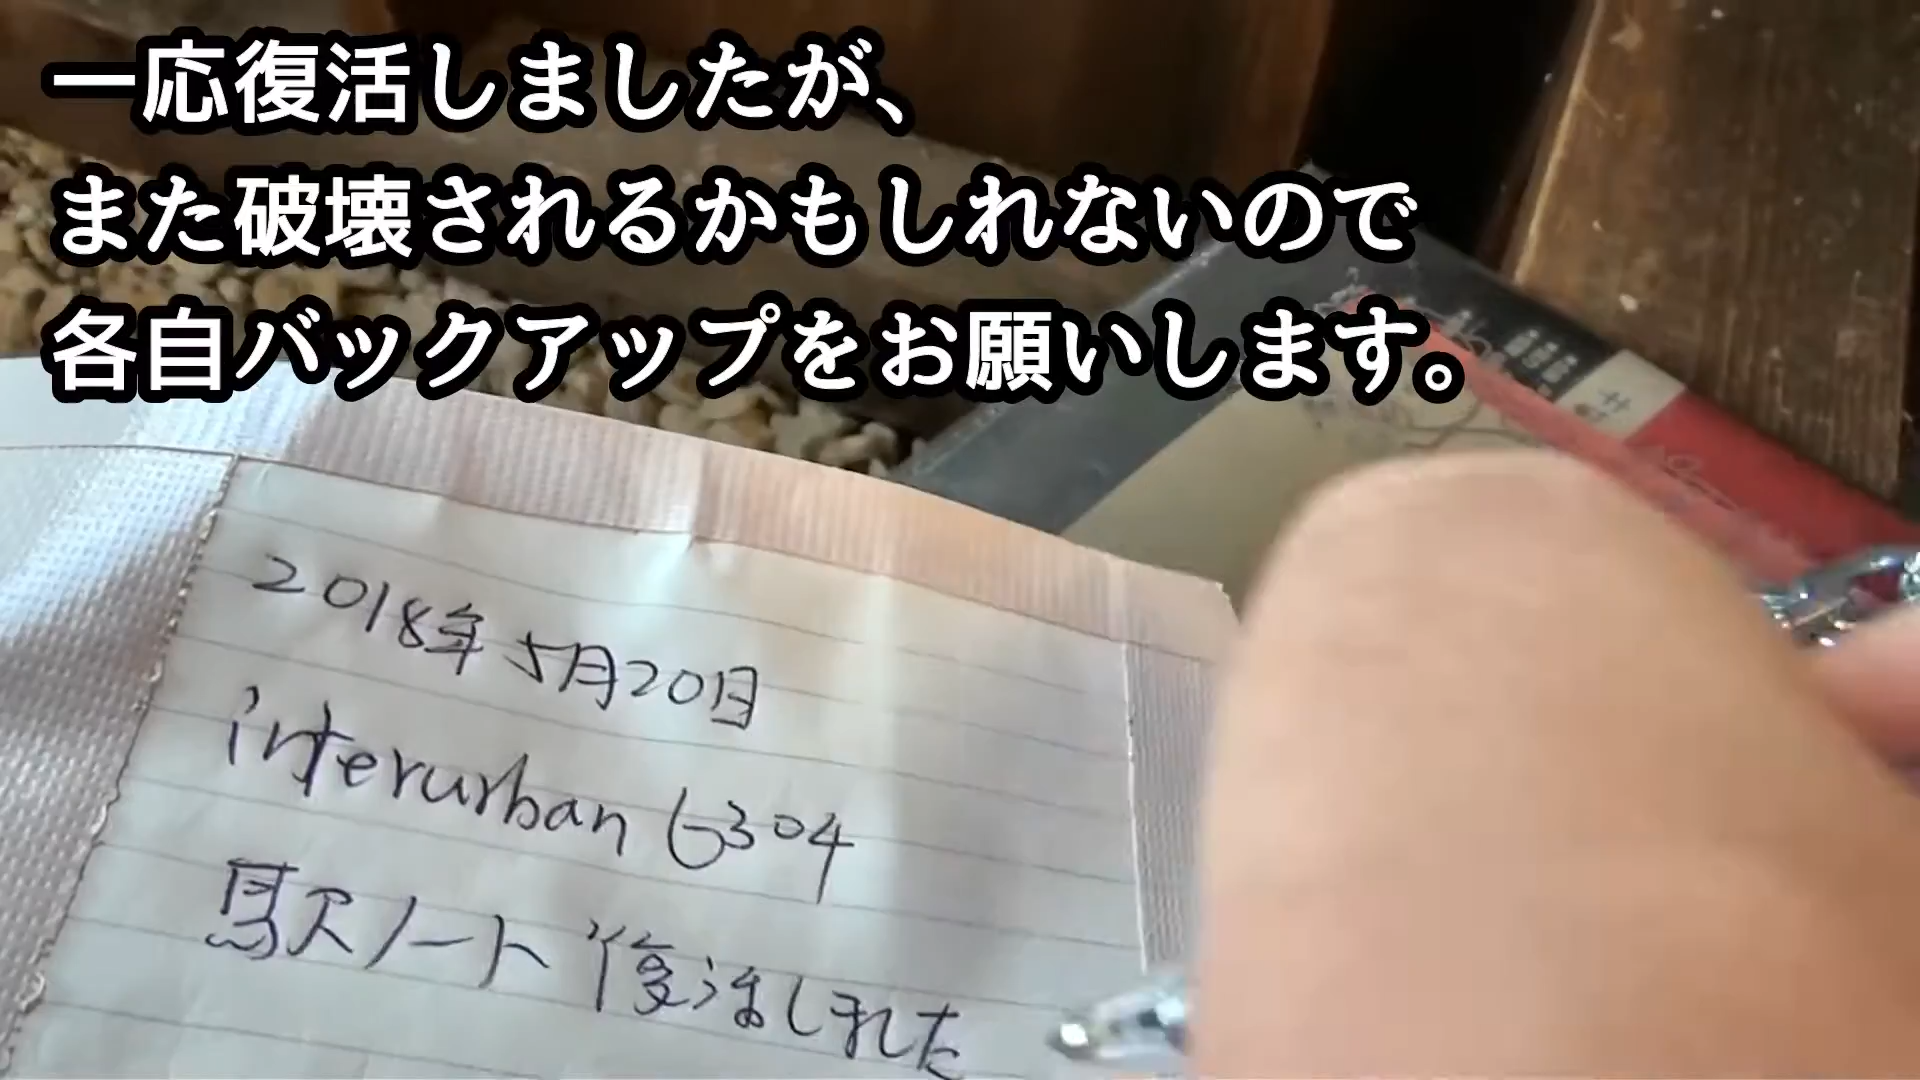 一応復活しましたが、
また破壊されるかもしれないので
各自バックアップをお願いします。
2018年5月20日
interurban 6304
駅ノート復活しました